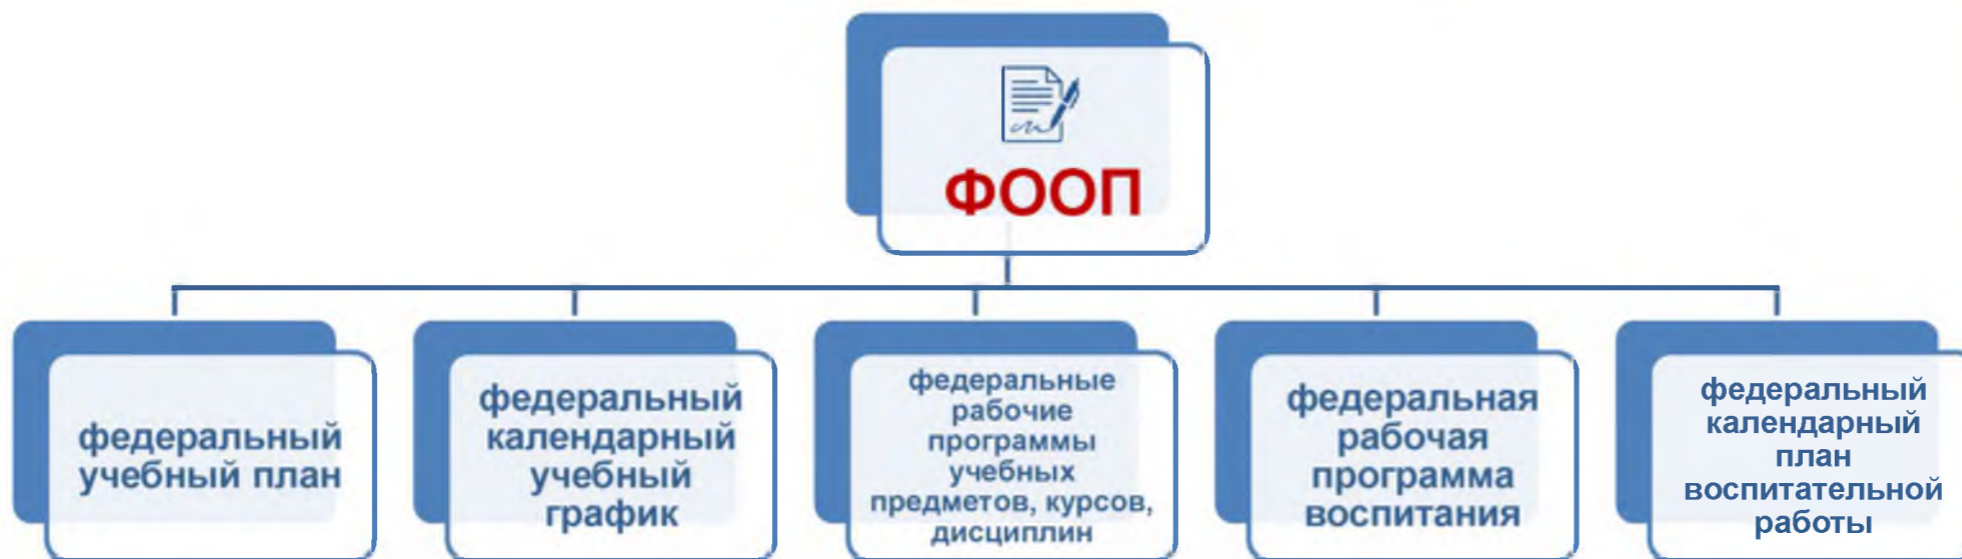 ФООП
федеральный
учебный план
федеральный
календарный
учебный
график
федеральные
рабочие
программы
учебных
предметов, курсов,
дисциплин
федеральная
рабочая
программа
воспитания
федеральный
календарный
план
воспитательной
работы